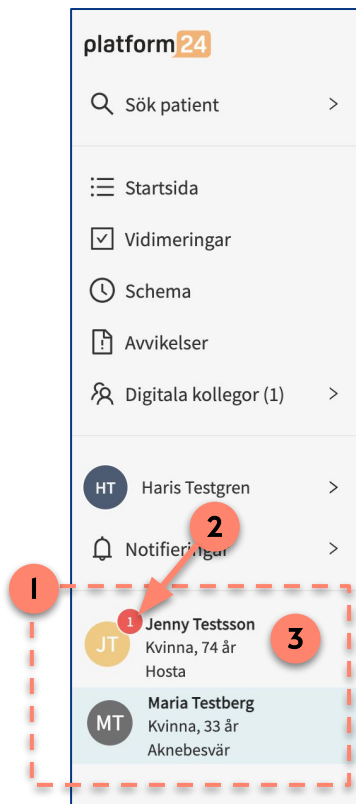 platform24
Sök patient
Startsida
Vidimeringar
Schema
Avvikelser
Digitala kollegor (1)
HT Haris Testgren
2
Notifieringar
1
1
Jenny Testsson
JT Kvinna, 74 år
3
Hosta
Maria Testberg
MT Kvinna, 33 år
Aknebesvär